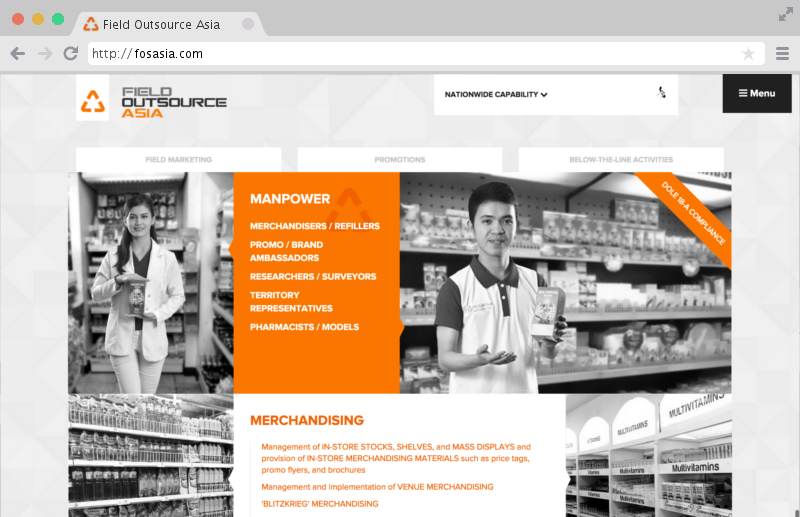 Field Outsource Asia
http://fosasia.com
FIELD
OUTSOURCE
ASIA
NATIONWIDE CAPABILITY
Menu
FIELD MARKETING
PROMOTIONS
BELOW-THE-LINE ACTIVITIES
MANPOWER
MERCHANDISERS / REFILLERS
PROMO / BRAND
AMBASSADORS
RESEARCHERS / SURVEYORS
TERRITORY
REPRESENTATIVES
PHARMACISTS / MODELS
DOLE 18-A COMPLIANCE
MERCHANDISING
Management of IN-STORE STOCKS, SHELVES, and MASS DISPLAYS and
provision of IN-STORE MERCHANDISING MATERIALS such as price tags,
promo flyers, and brochures
Management and implementation of VENUE MERCHANDISING
'BLITZKRIEG' MERCHANDISING
MULTIVITAMINS
MULTIVITAMINS
Multivitamins
Multivitamins